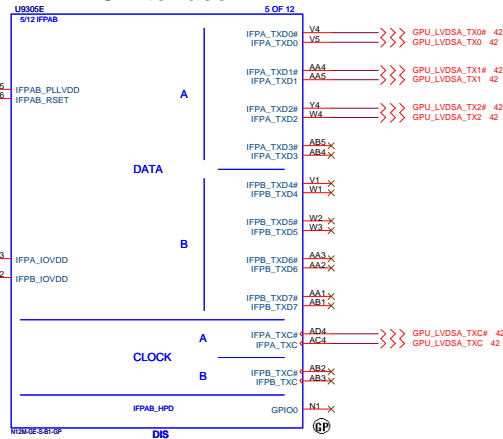 U9305E 5 OF 12
5/12 IFPAB
IFPA_TXD0# V4 GPU_LVDSA_TX0# 42
IFPA_TXD0 V5 GPU_LVDSA_TX0 42
IFPA_TXD1# AA4 GPU_LVDSA_TX1# 42
IFPA_TXD1 AA5 GPU_LVDSA_TX1 42
5 IFPAB_PLLVDD
6 IFPAB_RSET
A
IFPA_TXD2# Y4 GPU_LVDSA_TX2# 42
IFPA_TXD2 W4 GPU_LVDSA_TX2 42
IFPA_TXD3# AB5
IFPA_TXD3 AB4
DATA
IFPB_TXD4# V1
IFPB_TXD4 W1
IFPB_TXD5# W2
IFPB_TXD5 W3
B
3 IFPA_IOVDD
IFPB_TXD6# AA3
IFPB_TXD6 AA2
2 IFPB_IOVDD
IFPB_TXD7# AA1
IFPB_TXD7 AB1
A
IFPA_TXC# AD4 GPU_LVDSA_TXC# 42
IFPA_TXC AC4 GPU_LVDSA_TXC 42
CLOCK
B
IFPB_TXC# AB2
IFPB_TXC AB3
IFPAB_HPD GPIO0 N1
N12M-GE-S-B1-GP
DIS
GP